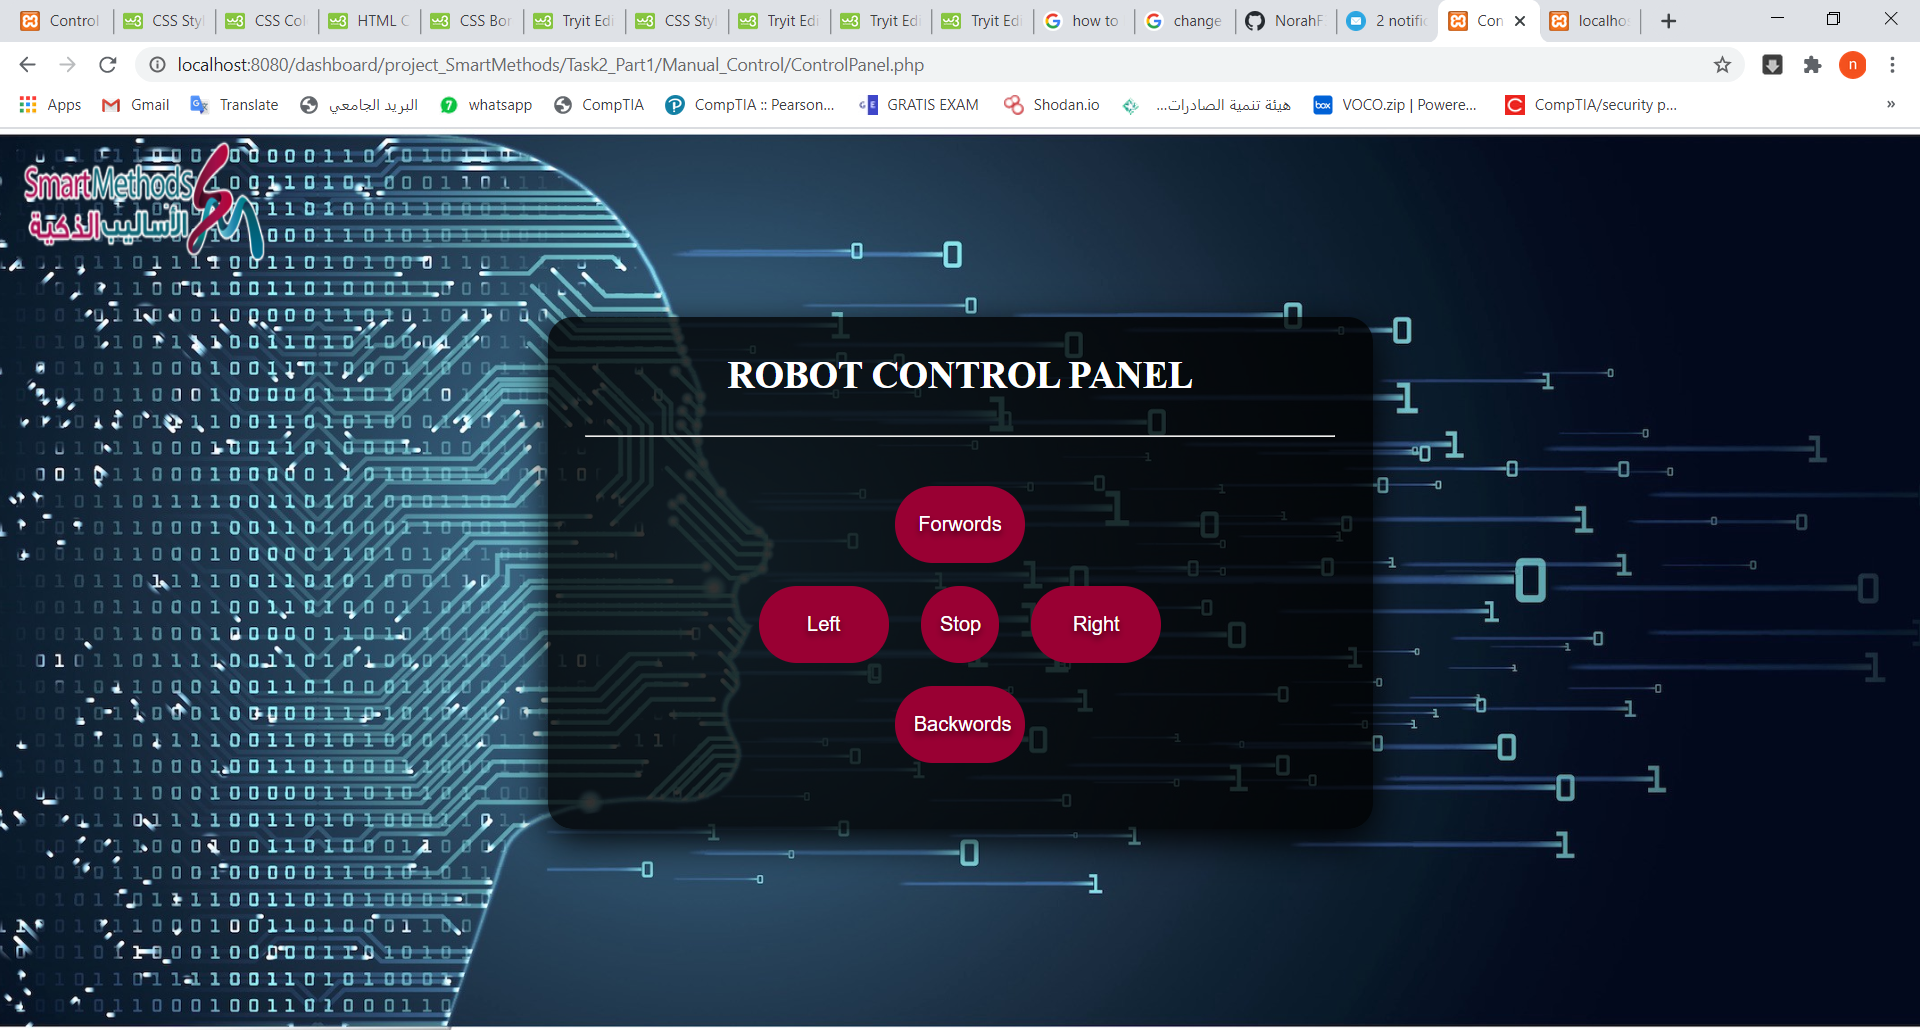 Control CSS Sty CSS Col HTML C CSS Bor Tryit Edi CSS Sty Tryit Edi Tryit Edi Tryit Edi how to change NorahF 2 notific Con localhos
localhost:8080/dashboard/project_SmartMethods/Task2_Part1/Manual_Control/ControlPanel.php
n
Apps Gmail Translate البريد الجامعي whatsapp CompTIA CompTIA :: Pearson... GRATIS EXAM Shodan.io هيئة تنمية الصادرات... VOCO.zip | Powere... CompTIA/security p...
SmartMethods
الأساليب الذكية
ROBOT CONTROL PANEL
Forwords
Left Stop Right
Backwords